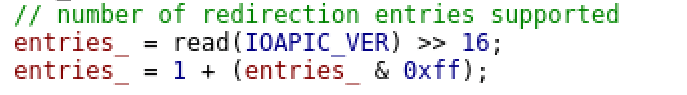 // number of redirection entries supported
entries_ = read(IOAPIC_VER) >> 16;
entries_ = 1 + (entries_ & 0xff);